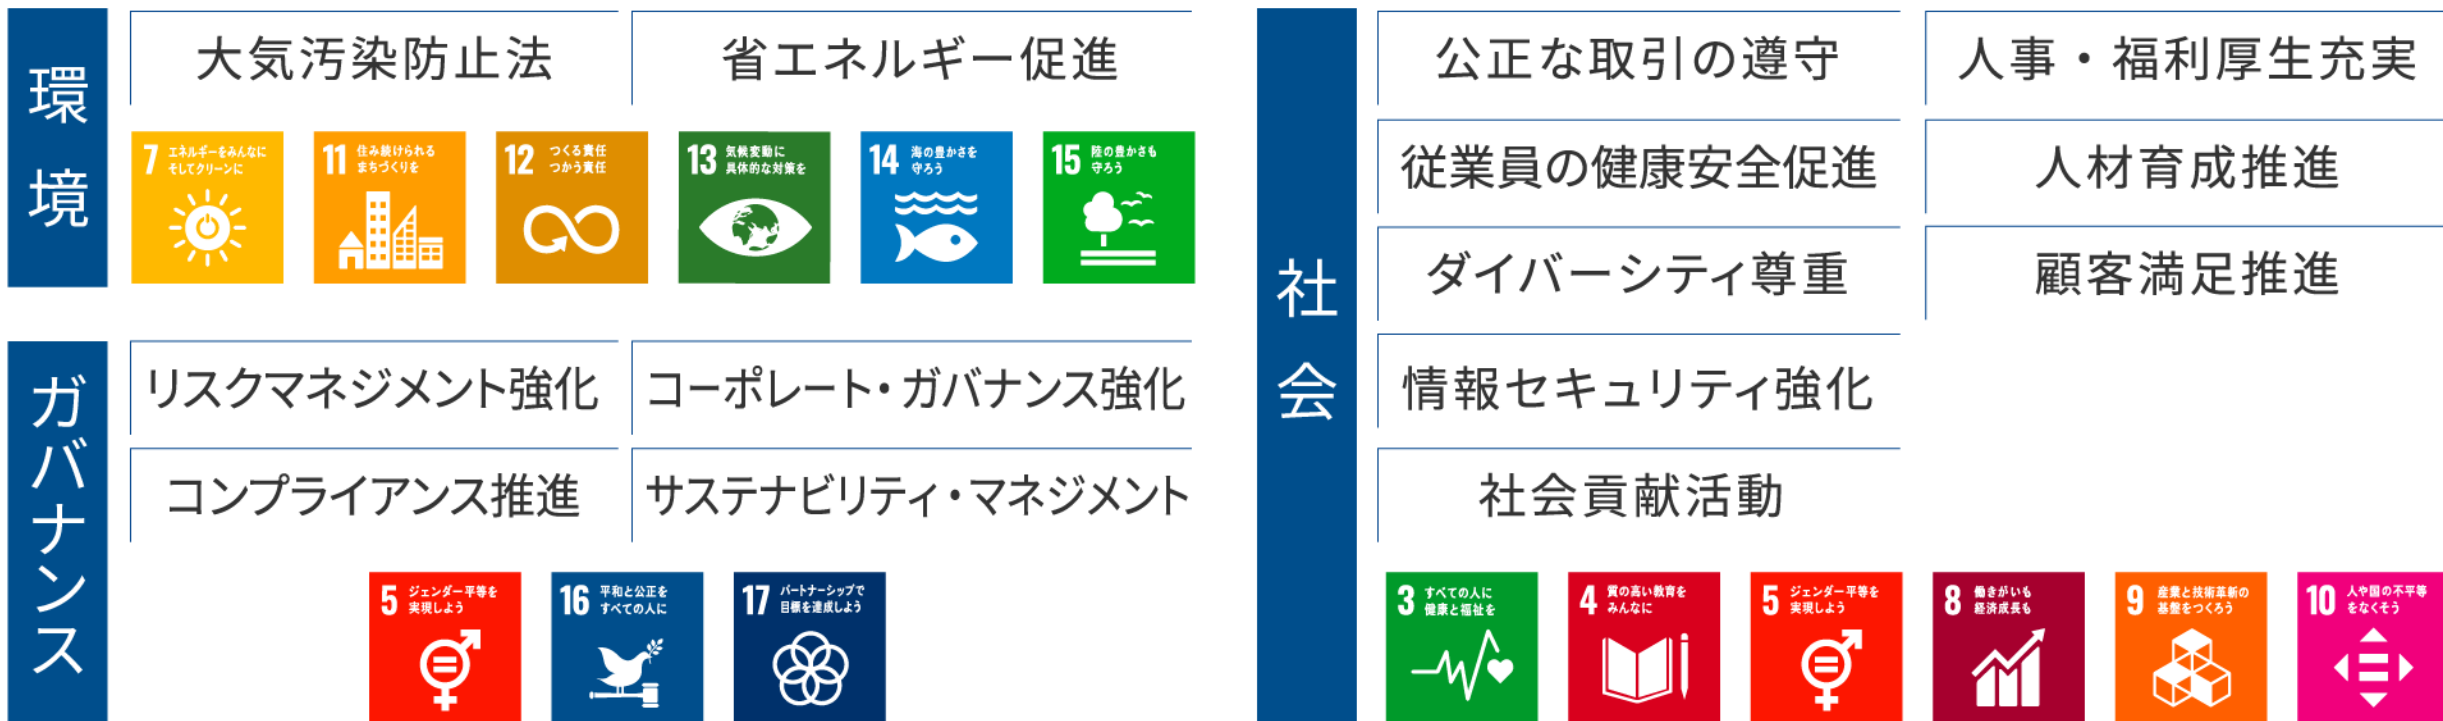 環境
大気汚染防止法
省エネルギー促進
7 エネルギーをみんなに
そしてクリーンに
11 住み続けられる
まちづくりを
12 つくる責任
つかう責任
13 気候変動に
具体的な対策を
14 海の豊かさを
守ろう
15 陸の豊かさも
守ろう
ガバナンス
リスクマネジメント強化
コーポレート・ガバナンス強化
コンプライアンス推進
サステナビリティ・マネジメント
5 ジェンダー平等を
実現しよう
16 平和と公正を
すべての人に
17 パートナーシップで
目標を達成しよう
社会
公正な取引の遵守
人事・福利厚生充実
従業員の健康安全促進
人材育成推進
ダイバーシティ尊重
顧客満足推進
情報セキュリティ強化
社会貢献活動
3 すべての人に
健康と福祉を
4 質の高い教育を
みんなに
5 ジェンダー平等を
実現しよう
8 働きがいも
経済成長も
9 産業と技術革新の
基盤をつくろう
10 人や国の不平等
をなくそう